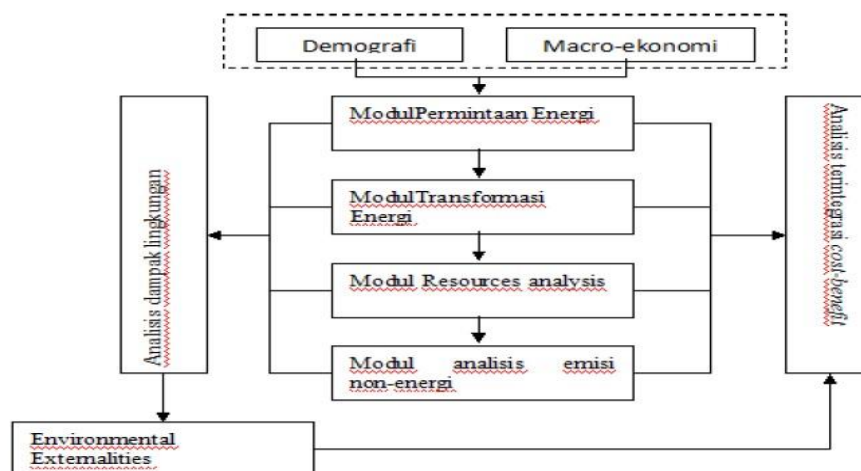 Demografi
Macro-ekonomi
ModulPermintaan Energi
ModulTransformasi
Energi
Modul Resources analysis
Modul analisis emisi
non-energi
Analisis dampak lingkungan
Analisis terintegrasi cost-benefit
Environmental
Externalities